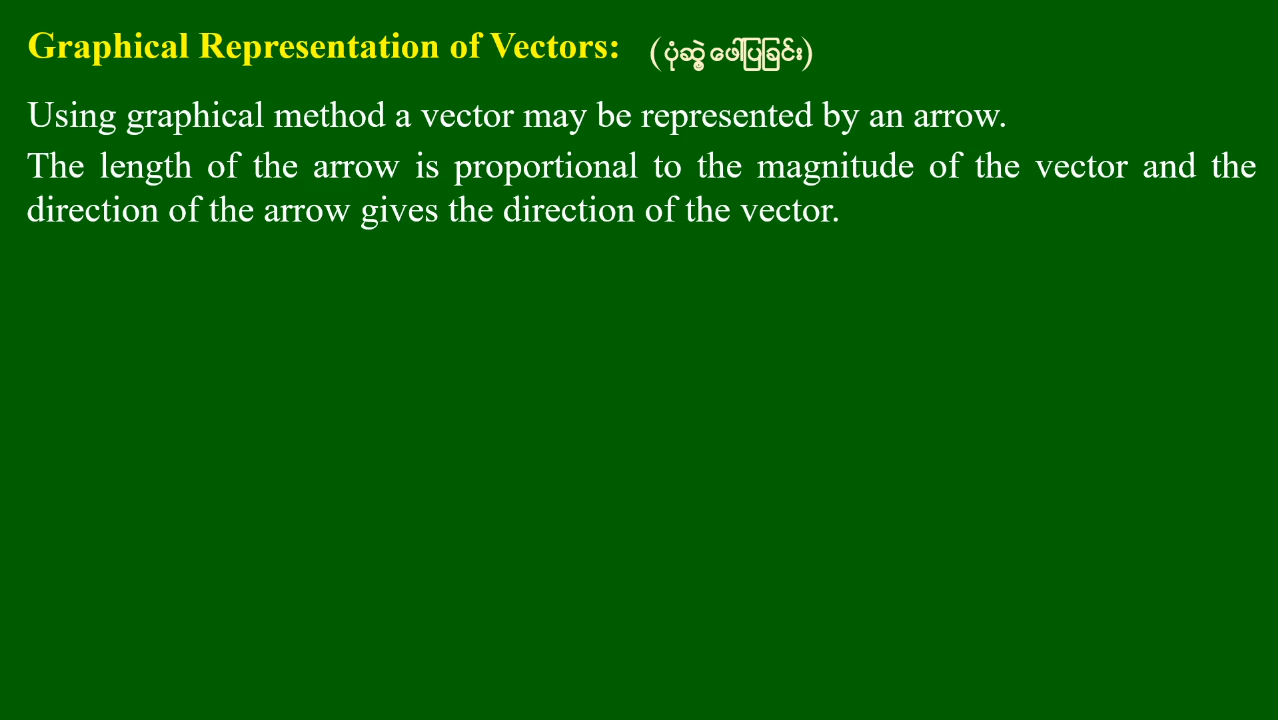 Graphical Representation of Vectors: (ပုံဆွဲ့ ဖေါ်ပြခြင်း)
Using graphical method a vector may be represented by an arrow.
The length of the arrow is proportional to the magnitude of the vector and the
direction of the arrow gives the direction of the vector.